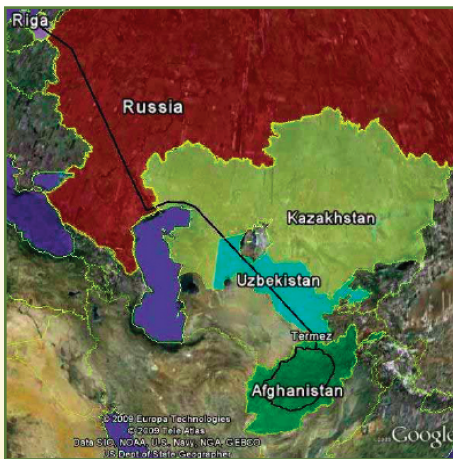 Riga
Russia
Kazakhstan
Uzbekistan
Termez
Afghanistan
© 2009 Europa Technologies
© 2009 Tele Atlas
Data SIO, NOAA, U.S. Navy, NGA, GEBCO
US Dept of State Geographer
Google